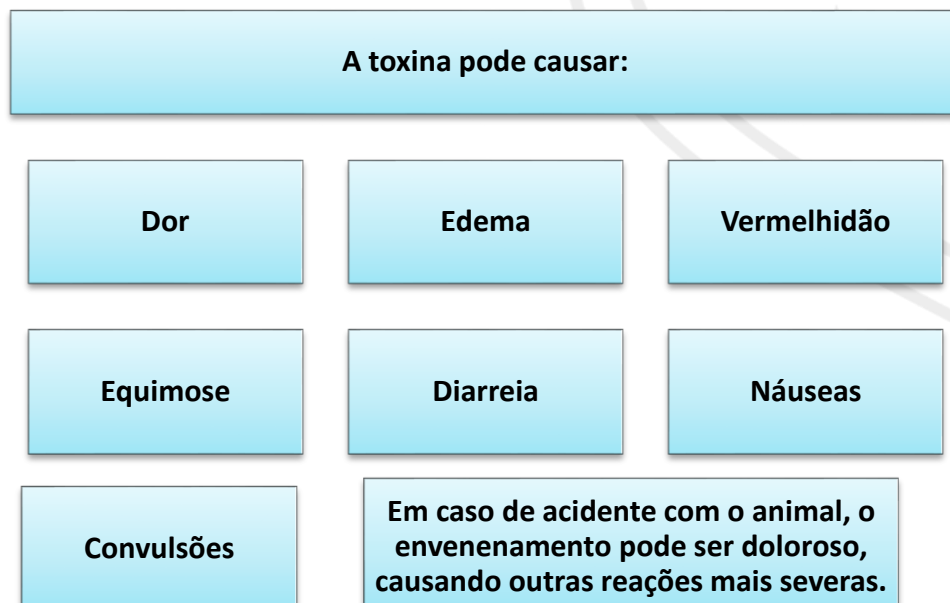 A toxina pode causar:
Dor
Edema
Vermelhidão
Equimose
Diarreia
Náuseas
Convulsões
Em caso de acidente com o animal, o
envenenamento pode ser doloroso,
causando outras reações mais severas.